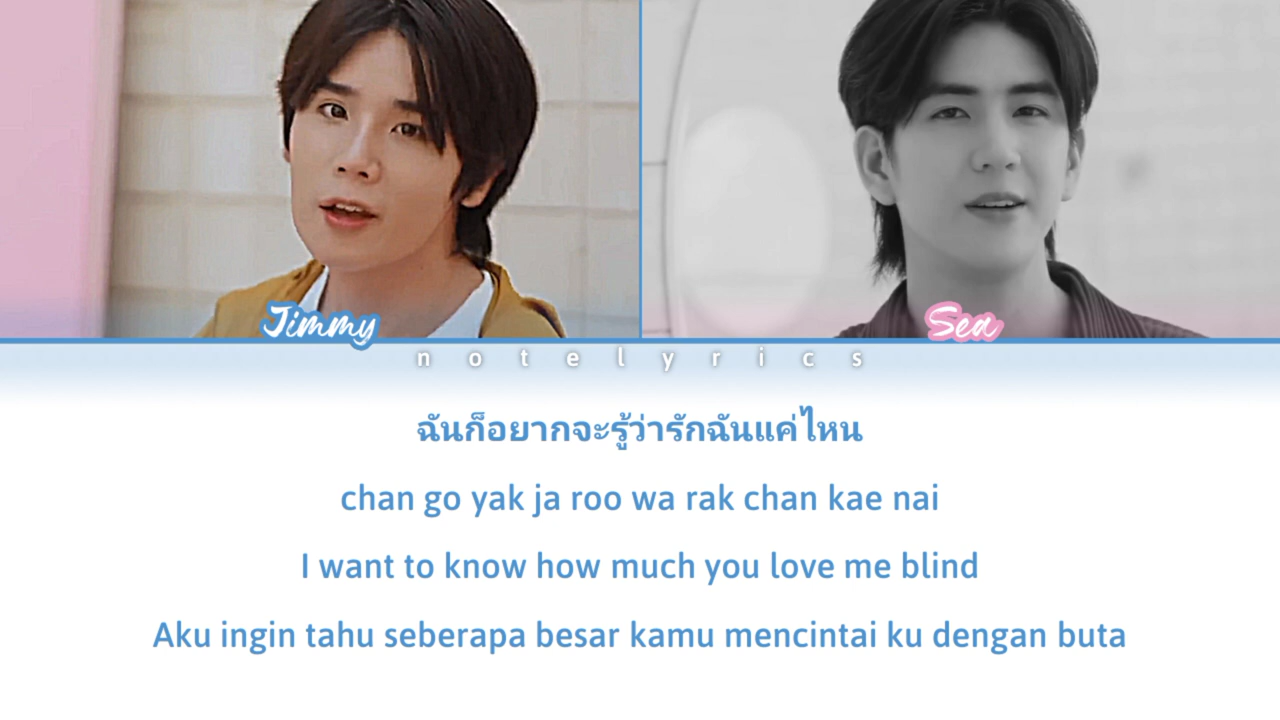 Jimmy
Sea
notelyrics
ฉันก็อยากจะรู้ว่ารักฉันแค่ไหน
chan go yak ja roo wa rak chan kae nai
I want to know how much you love me blind
Aku ingin tahu seberapa besar kamu mencintai ku dengan buta